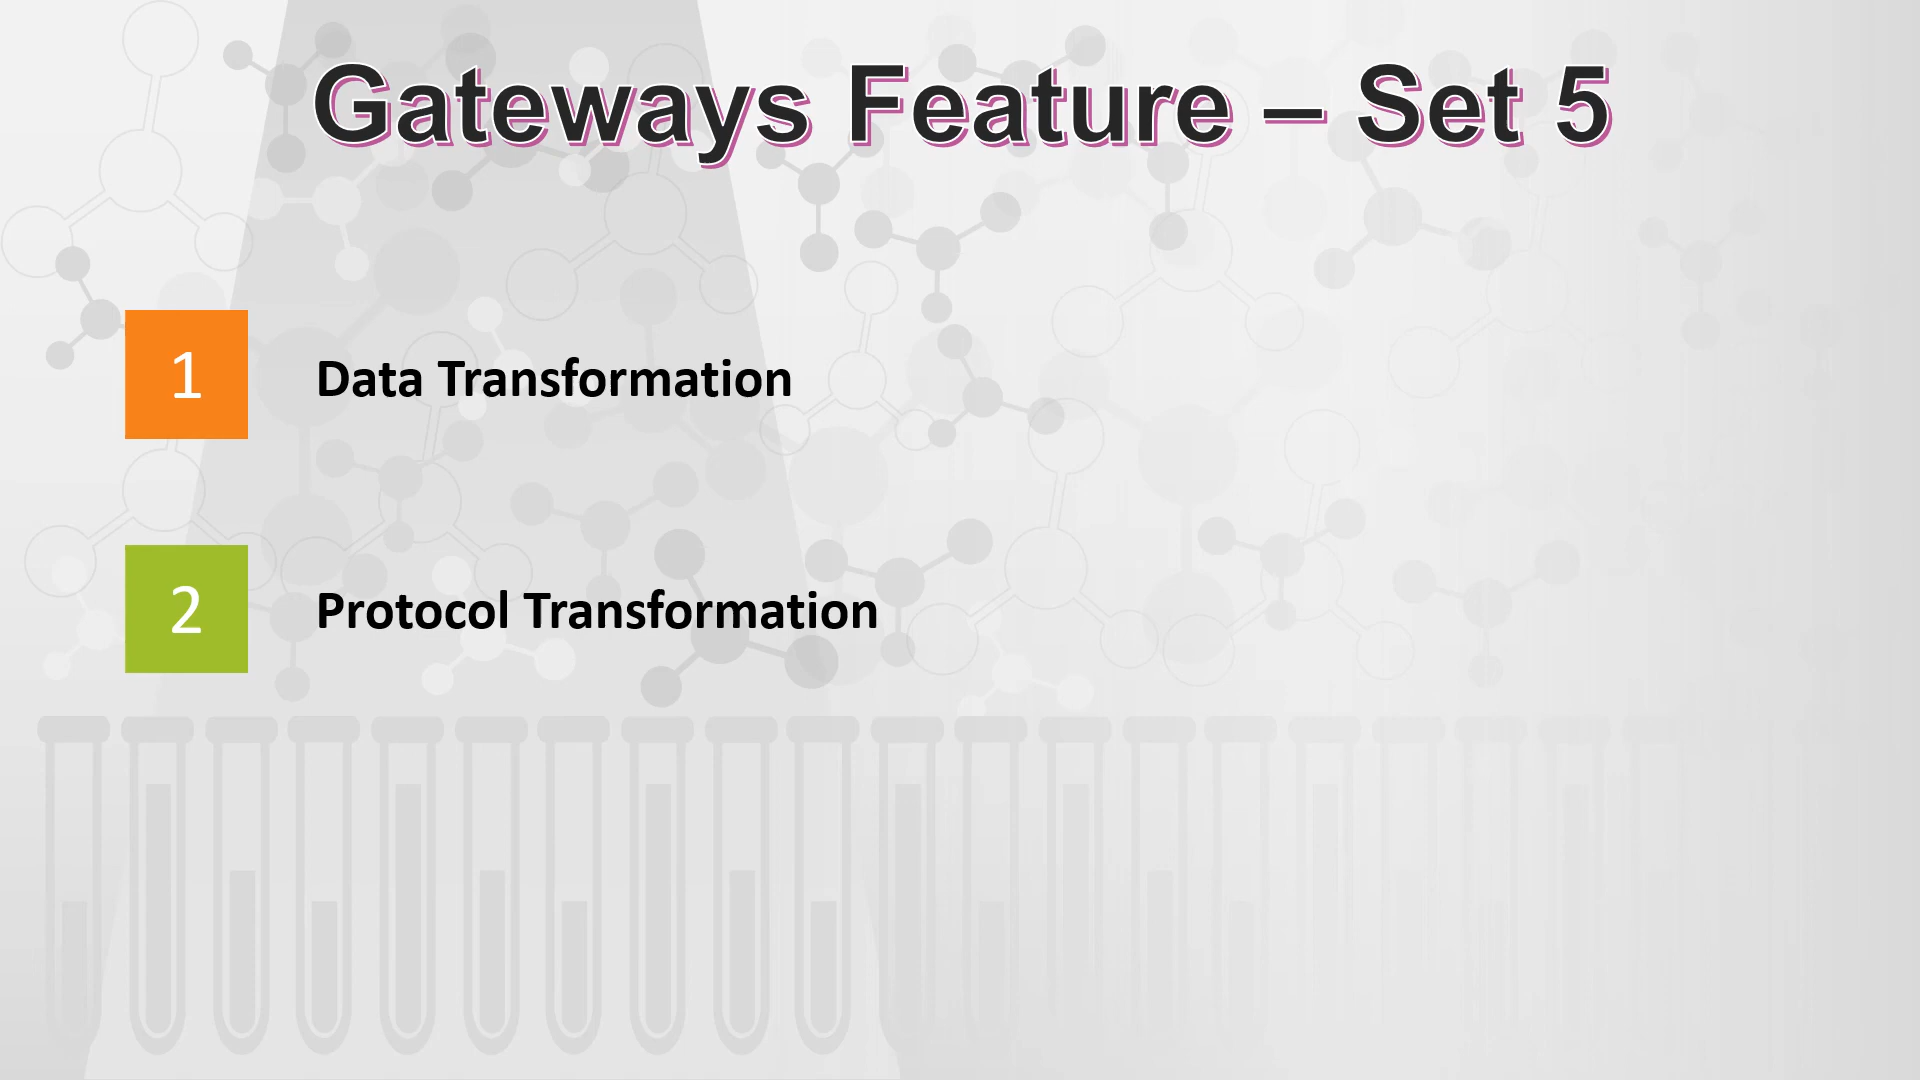 Gateways Feature – Set 5
1
Data Transformation
2
Protocol Transformation